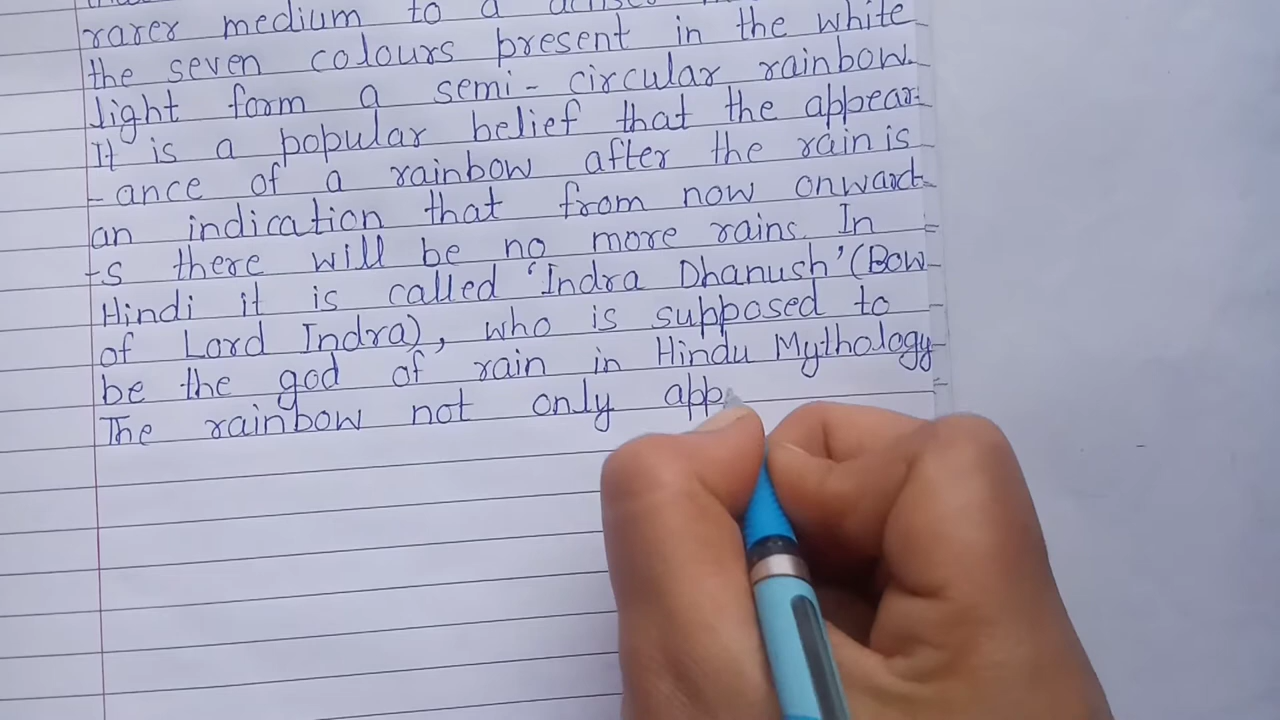 rarer medium to a
the seven colours present in the white
light form a semi- circular rainbow.
It is a popular belief that the appear-
-ance of a rainbow after the rain is
an indication that from now onward-
-s there will be no more rains. In
Hindi it is called 'Indra Dhanush' (Bow
of Lord Indra), who is supposed to
be the god of rain in Hindu Mythology
The rainbow not only app